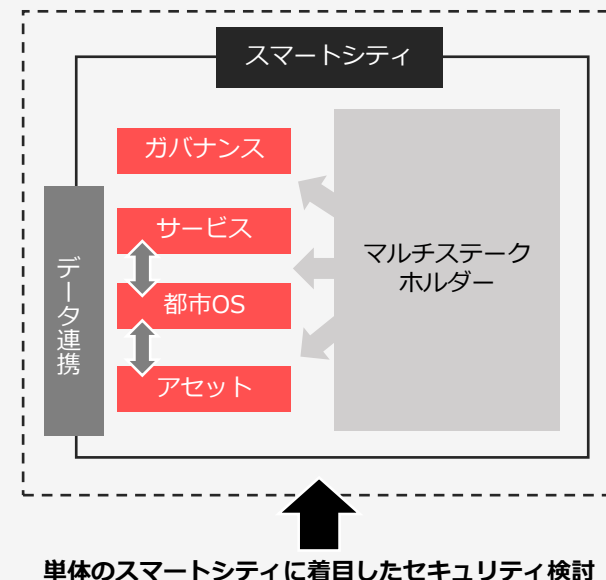 スマートシティ
ガバナンス
サービス
都市OS
アセット
データ連携
マルチステーク
ホルダー
単体のスマートシティに着目したセキュリティ検討